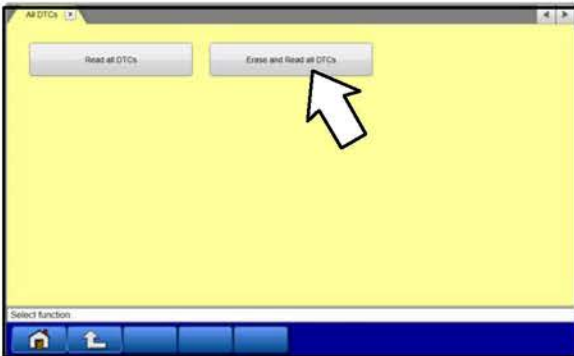 All DTCs
Read all DTCs
Erase and Read all DTCs
Select function